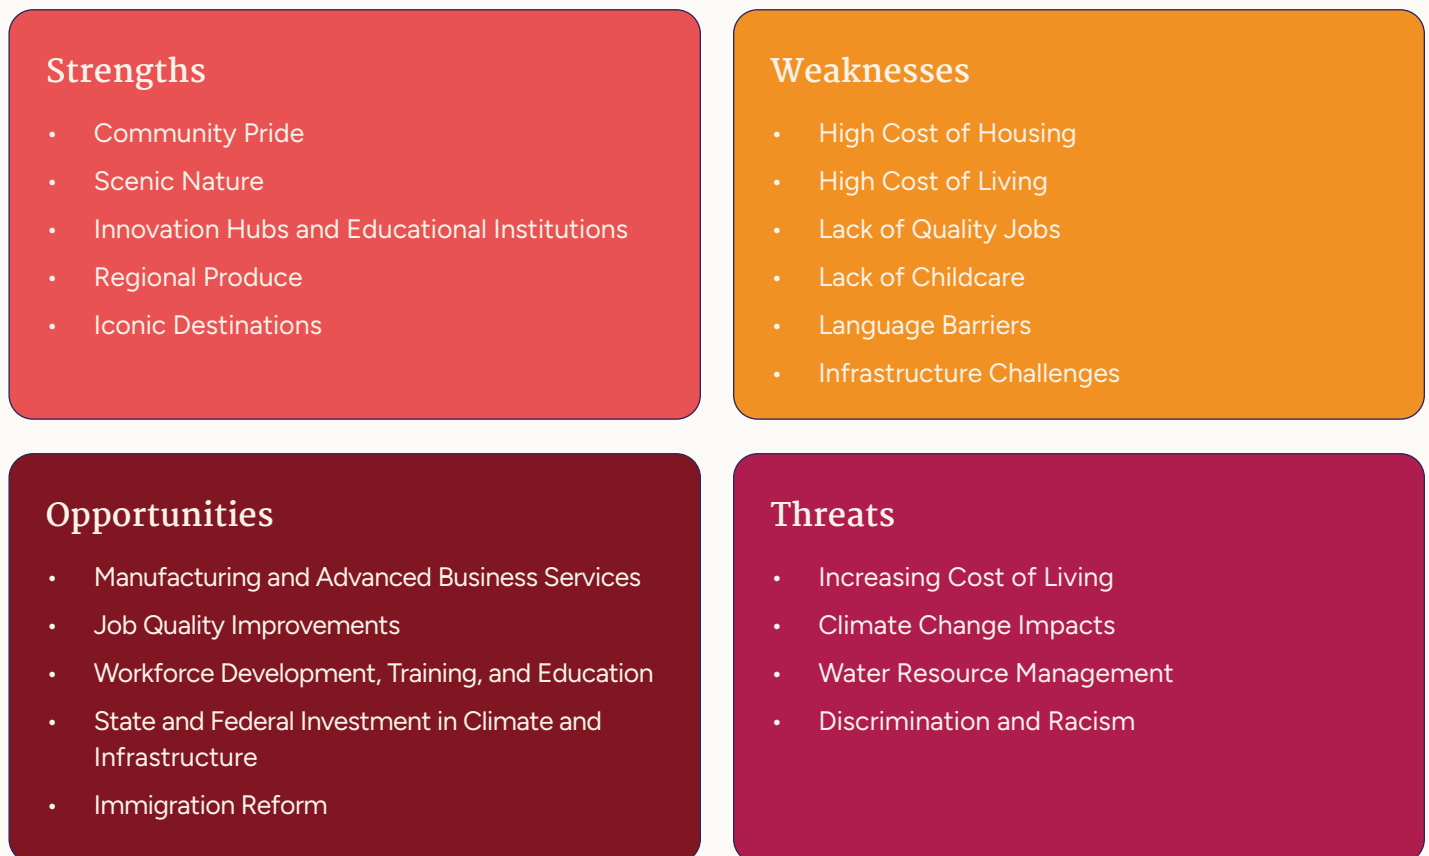 Strengths
• Community Pride
• Scenic Nature
• Innovation Hubs and Educational Institutions
• Regional Produce
• Iconic Destinations
Weaknesses
• High Cost of Housing
• High Cost of Living
• Lack of Quality Jobs
• Lack of Childcare
• Language Barriers
• Infrastructure Challenges
Opportunities
• Manufacturing and Advanced Business Services
• Job Quality Improvements
• Workforce Development, Training, and Education
• State and Federal Investment in Climate and
Infrastructure
• Immigration Reform
Threats
• Increasing Cost of Living
• Climate Change Impacts
• Water Resource Management
• Discrimination and Racism